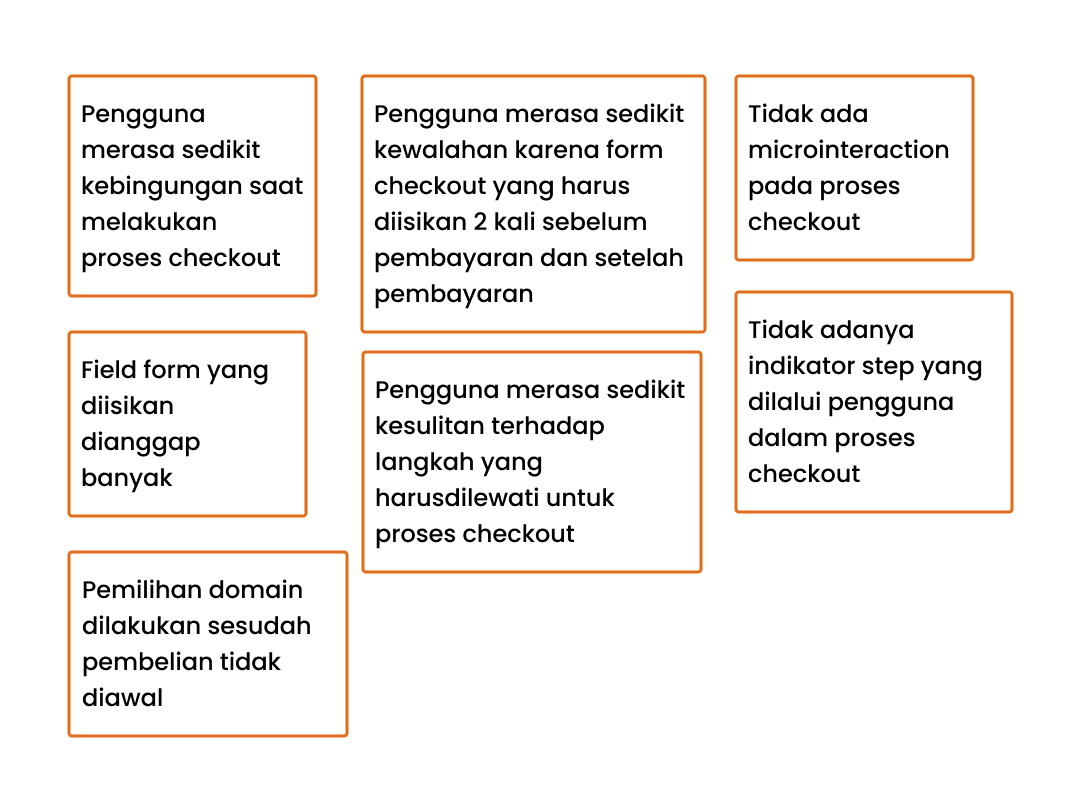 Pengguna
merasa sedikit
kebingungan saat
melakukan
proses checkout
Field form yang
diisikan
dianggap
banyak
Pemilihan domain
dilakukan sesudah
pembelian tidak
diawal
Pengguna merasa sedikit
kewalahan karena form
checkout yang harus
diisikan 2 kali sebelum
pembayaran dan setelah
pembayaran
Pengguna merasa sedikit
kesulitan terhadap
langkah yang
harusdilewati untuk
proses checkout
Tidak ada
microinteraction
pada proses
checkout
Tidak adanya
indikator step yang
dilalui pengguna
dalam proses
checkout